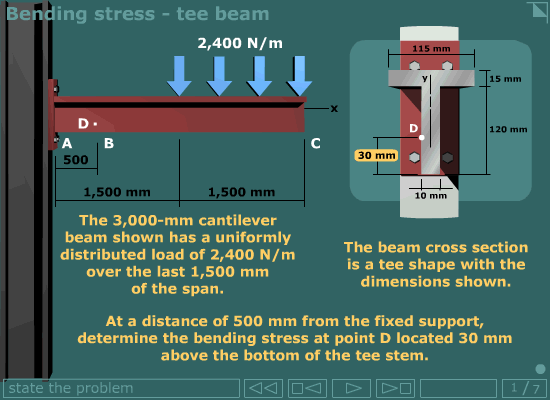 Bending stress - tee beam
2,400 N/m
x
D
A
B
C
500
1,500 mm
1,500 mm
115 mm
y
15 mm
D
120 mm
30 mm
10 mm
The 3,000-mm cantilever
beam shown has a uniformly
distributed load of 2,400 N/m
over the last 1,500 mm
of the span.
The beam cross section
is a tee shape with the
dimensions shown.
At a distance of 500 mm from the fixed support,
determine the bending stress at point D located 30 mm
above the bottom of the tee stem.
state the problem
1 / 7